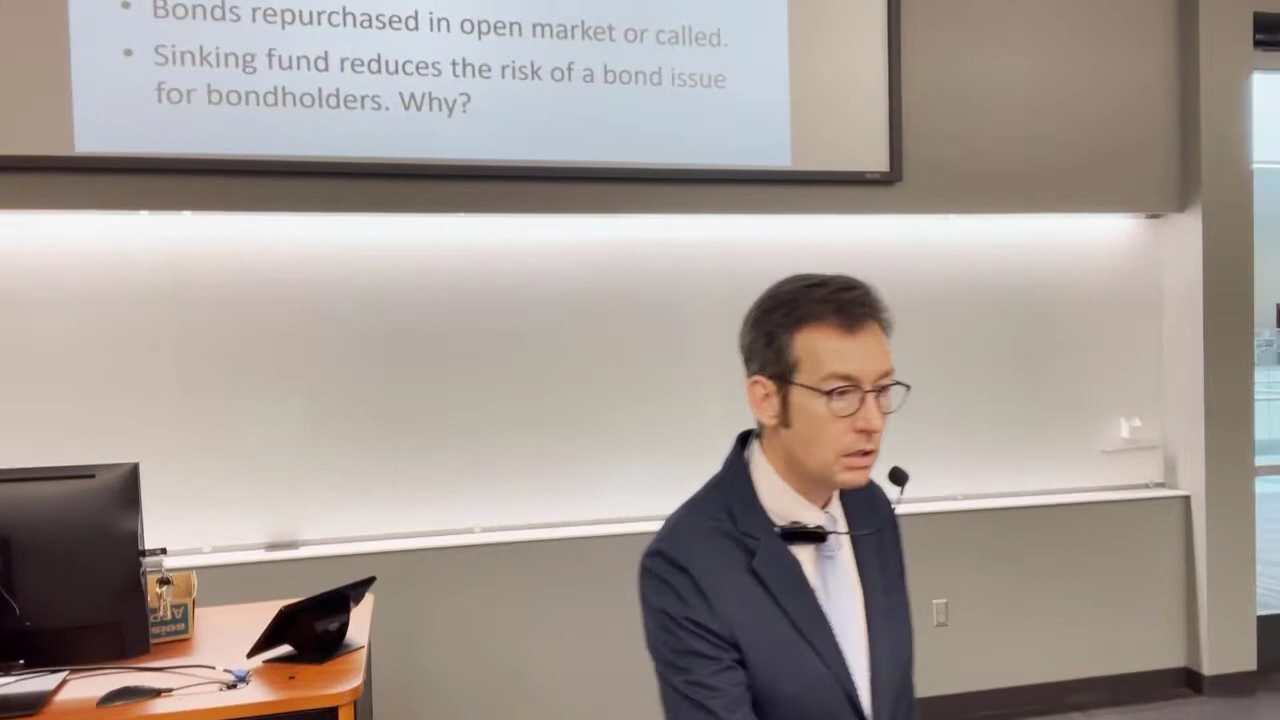 • Bonds repurchased in open market or called.
• Sinking fund reduces the risk of a bond issue
for bondholders. Why?